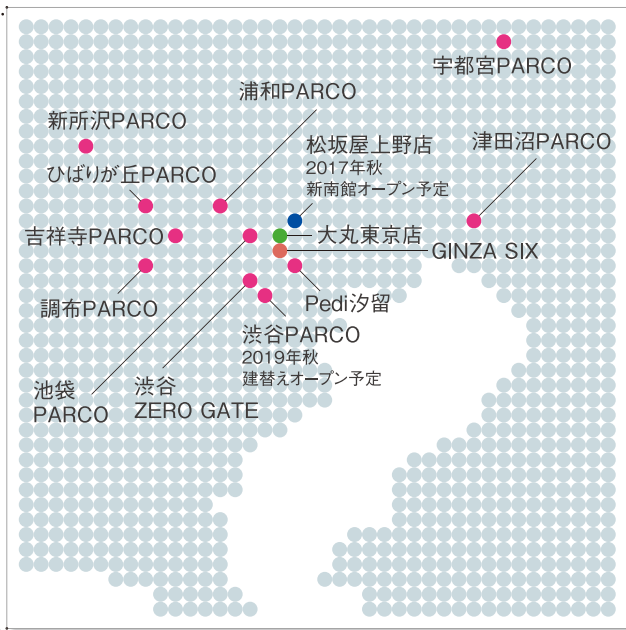 宇都宮PARCO
浦和PARCO
新所沢PARCO
松坂屋上野店
2017年秋
新南館オープン予定
津田沼PARCO
ひばりが丘PARCO
吉祥寺PARCO
大丸東京店
GINZA SIX
調布PARCO
Pedi汐留
渋谷PARCO
2019年秋
建替えオープン予定
池袋
PARCO
渋谷
ZERO GATE